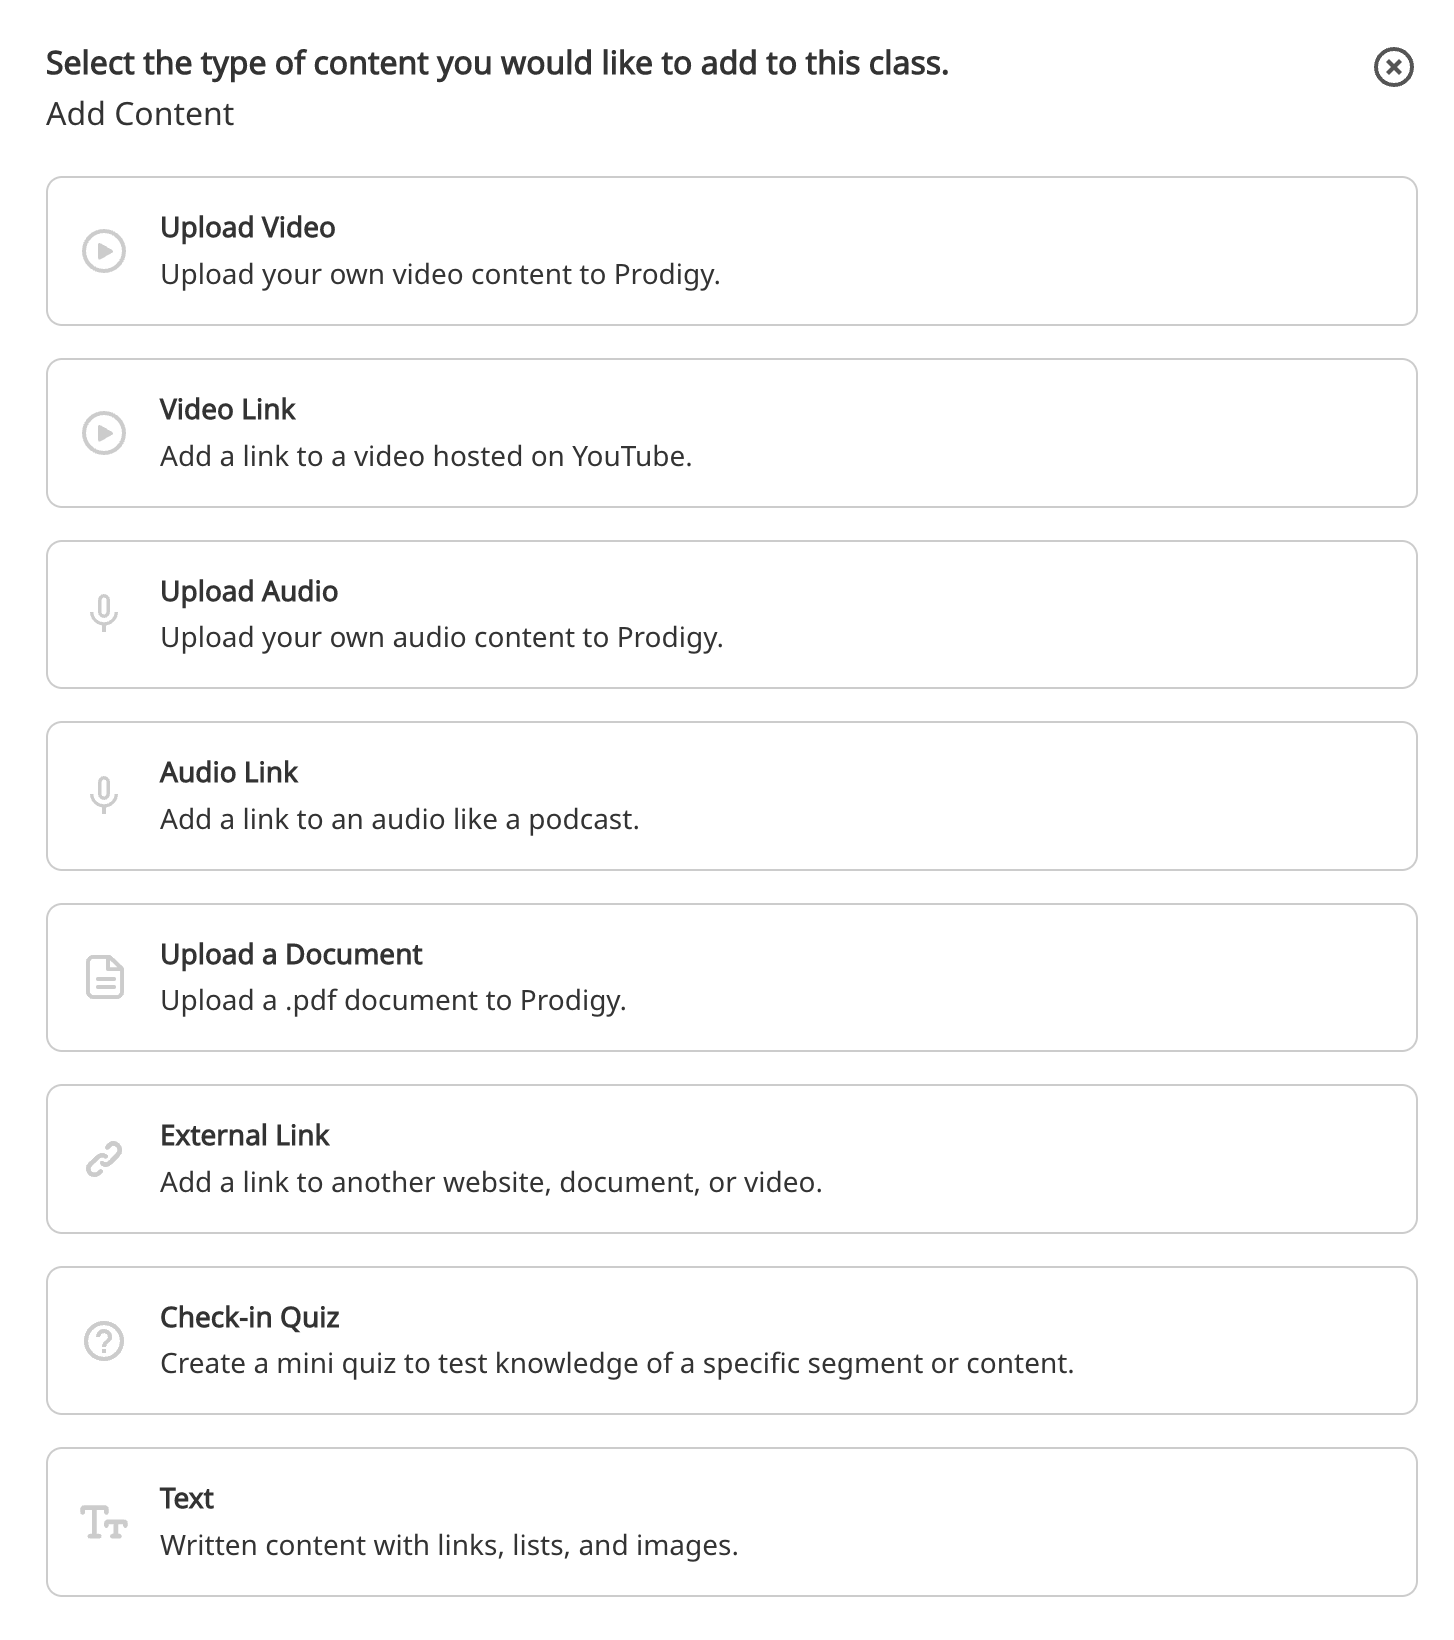 Select the type of content you would like to add to this class.
Add Content
Upload Video
Upload your own video content to Prodigy.
Video Link
Add a link to a video hosted on YouTube.
Upload Audio
Upload your own audio content to Prodigy.
Audio Link
Add a link to an audio like a podcast.
Upload a Document
Upload a .pdf document to Prodigy.
External Link
Add a link to another website, document, or video.
Check-in Quiz
Create a mini quiz to test knowledge of a specific segment or content.
Text
Written content with links, lists, and images.